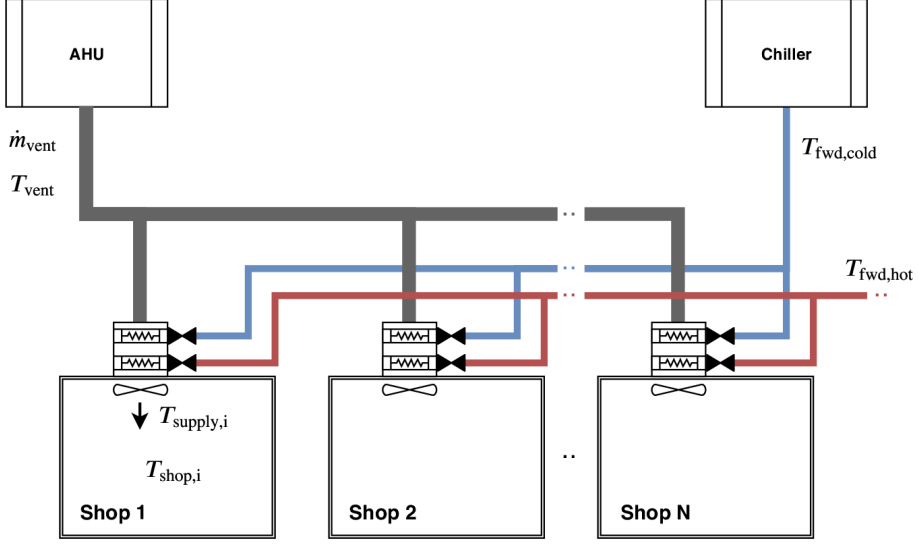 AHU
Chiller
ṁvent
Tfwd,cold
Tvent
..
..
Tfwd,hot
..
..
Tsupply,i
Tshop,i
..
Shop 1
Shop 2
Shop N